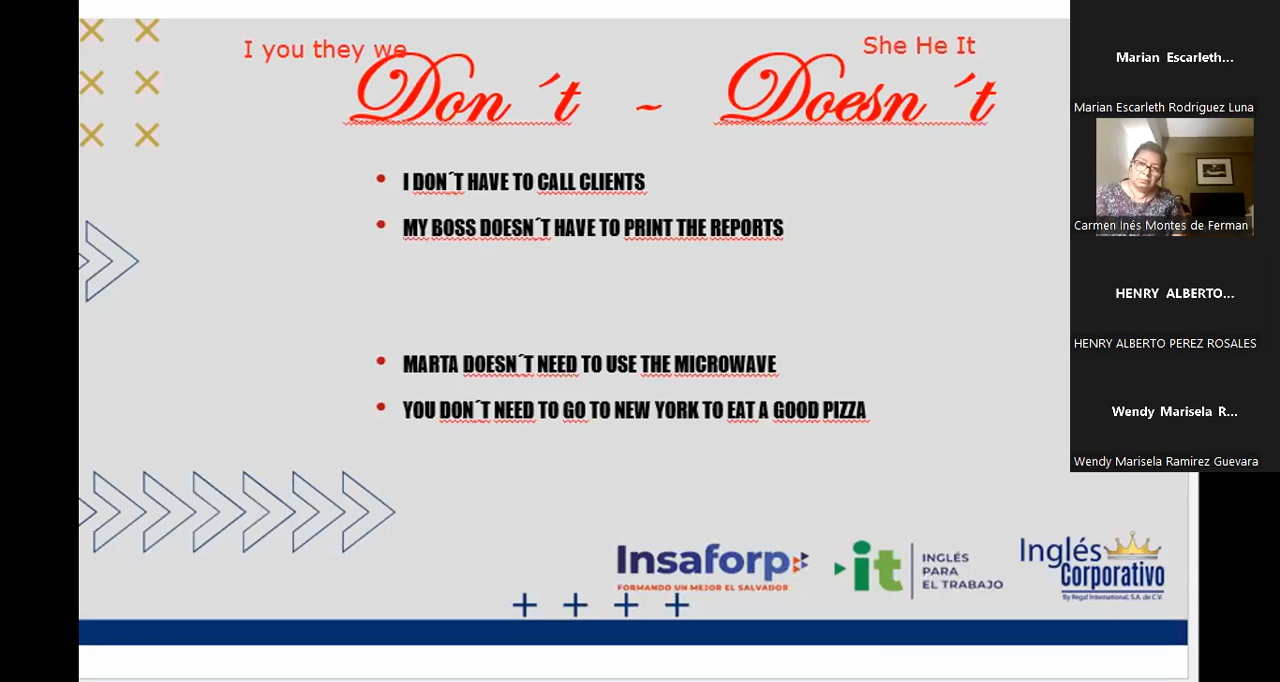 I you they we
She He It
Don ´t ~ Doesn ´t
I DON´T HAVE TO CALL CLIENTS
MY BOSS DOESN´T HAVE TO PRINT THE REPORTS
MARTA DOESN´T NEED TO USE THE MICROWAVE
YOU DON´T NEED TO GO TO NEW YORK TO EAT A GOOD PIZZA
Insaforp
FORMANDO UN MEJOR EL SALVADOR
it
INGLÉS
PARA
EL TRABAJO
Inglés
Corporativo
By Regal International, S.A. de C.V.
Marian Escarleth...
Marian Escarleth Rodriguez Luna
Carmen Inés Montes de Ferman
HENRY ALBERTO...
HENRY ALBERTO PEREZ ROSALES
Wendy Marisela R...
Wendy Marisela Ramirez Guevara